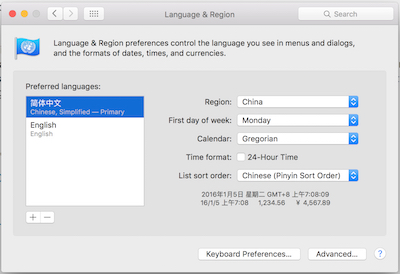 Language & Region
Search
Language & Region preferences control the language you see in menus and dialogs,
and the formats of dates, times, and currencies.
Preferred languages:
简体中文
Chinese, Simplified — Primary
English
English
Region: China
First day of week: Monday
Calendar: Gregorian
Time format: 24-Hour Time
List sort order: Chinese (Pinyin Sort Order)
2016年1月5日 星期二 GMT+8 上午7:08:09
16/1/5 上午7:08 1,234.56 ¥ 4,567.89
+ −
Keyboard Preferences... Advanced... ?